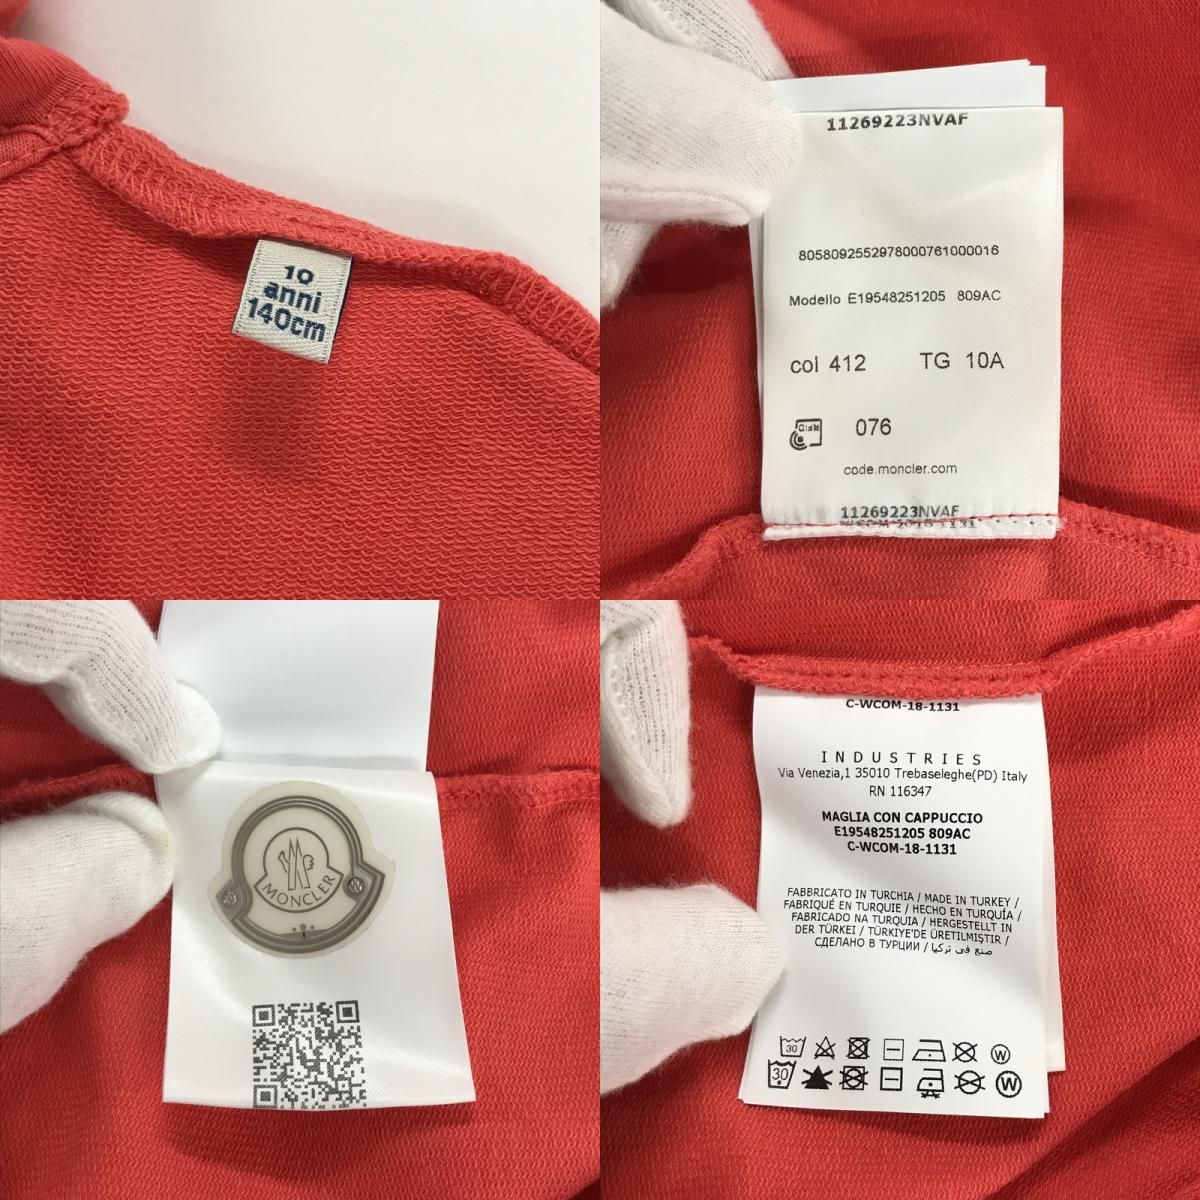 10
anni
140cm
11269223NVAF
8058092552978000761000016
Modello E19548251205 809AC
col 412 TG 10A
RFID
076
code.moncler.com
11269223NVAF
MONCLER
C-WCOM-18-1131
INDUSTRIES
Via Venezia,1 35010 Trebaseleghe(PD) Italy
RN 116347
MAGLIA CON CAPPUCCIO
E19548251205 809AC
C-WCOM-18-1131
FABBRICATO IN TURCHIA / MADE IN TURKEY /
FABRIQUÉ EN TURQUIE / HECHO EN TURQUÍA /
FABRICADO NA TURQUIA / HERGESTELLT IN
DER TÜRKEI / TÜRKIYE'DE ÜRETILMIŞTIR /
СДЕЛАНО В ТУРЦИИ / صنع في تركيا
30 W
30 W